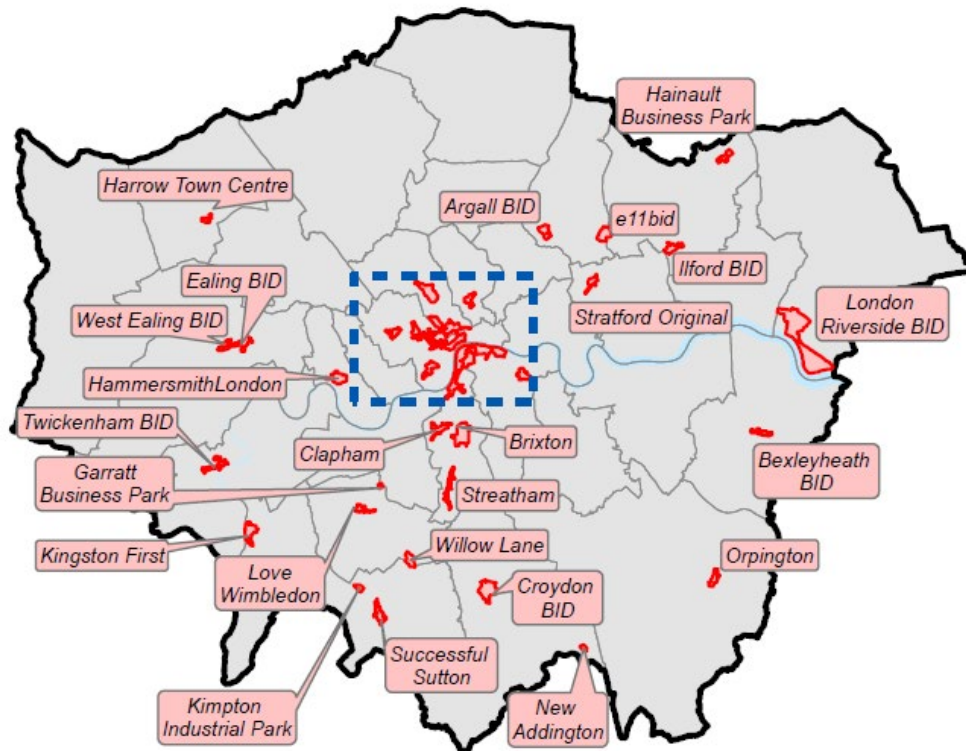 Hainault
Business Park
Harrow Town Centre
Argall BID
e11bid
Ealing BID
Ilford BID
West Ealing BID
Stratford Original
London
Riverside BID
HammersmithLondon
Twickenham BID
Clapham
Brixton
Bexleyheath
BID
Garratt
Business Park
Streatham
Kingston First
Willow Lane
Orpington
Love
Wimbledon
Croydon
BID
Successful
Sutton
Kimpton
Industrial Park
New
Addington